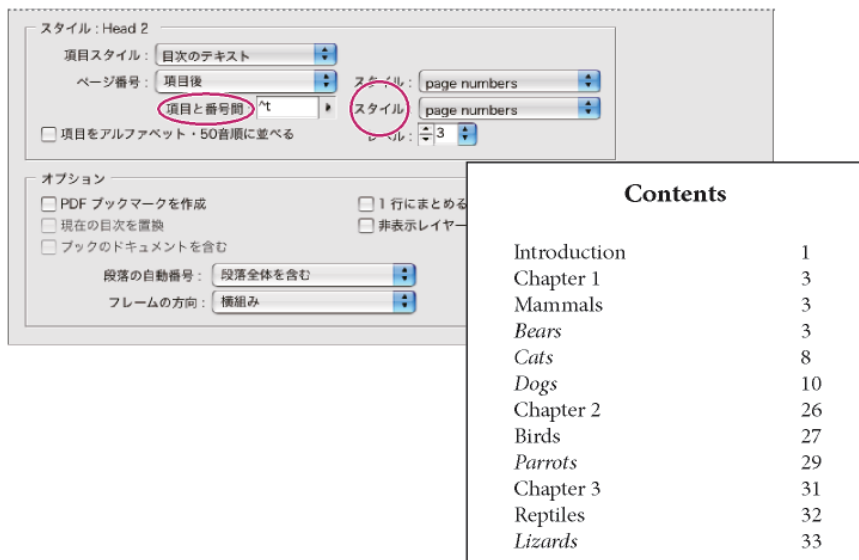 スタイル : Head 2
項目スタイル : 目次のテキスト
ページ番号 : 項目後 スタイル : page numbers
項目と番号間 : ^t スタイル page numbers
項目をアルファベット・50音順に並べる レベル : 3
オプション
PDF ブックマークを作成 1 行にまとめる
現在の目次を置換 非表示レイヤー
ブックのドキュメントを含む
段落の自動番号 : 段落全体を含む
フレームの方向 : 横組み
Contents
Introduction 1
Chapter 1 3
Mammals 3
Bears 3
Cats 8
Dogs 10
Chapter 2 26
Birds 27
Parrots 29
Chapter 3 31
Reptiles 32
Lizards 33